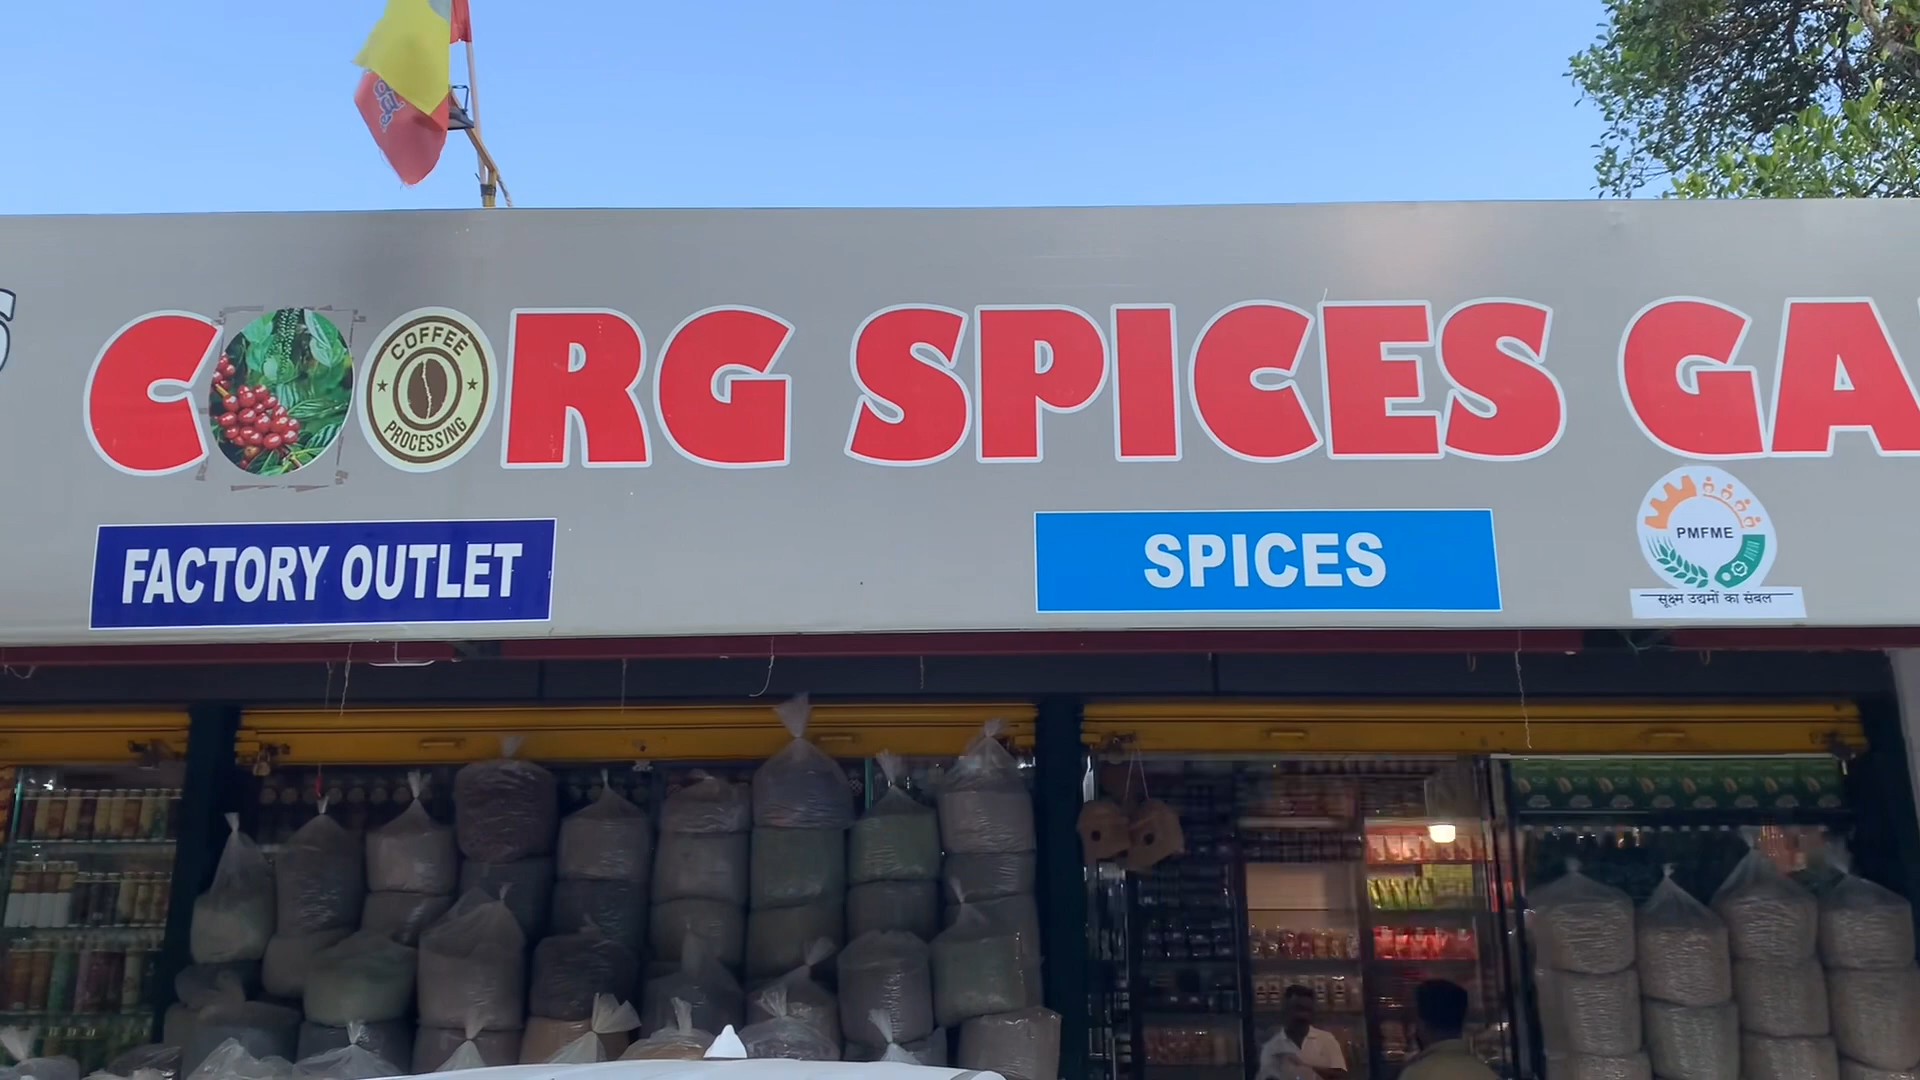 COORG SPICES GA
COFFEE
PROCESSING
FACTORY OUTLET
SPICES
PMFME
सूक्ष्म उद्यमों का संबल